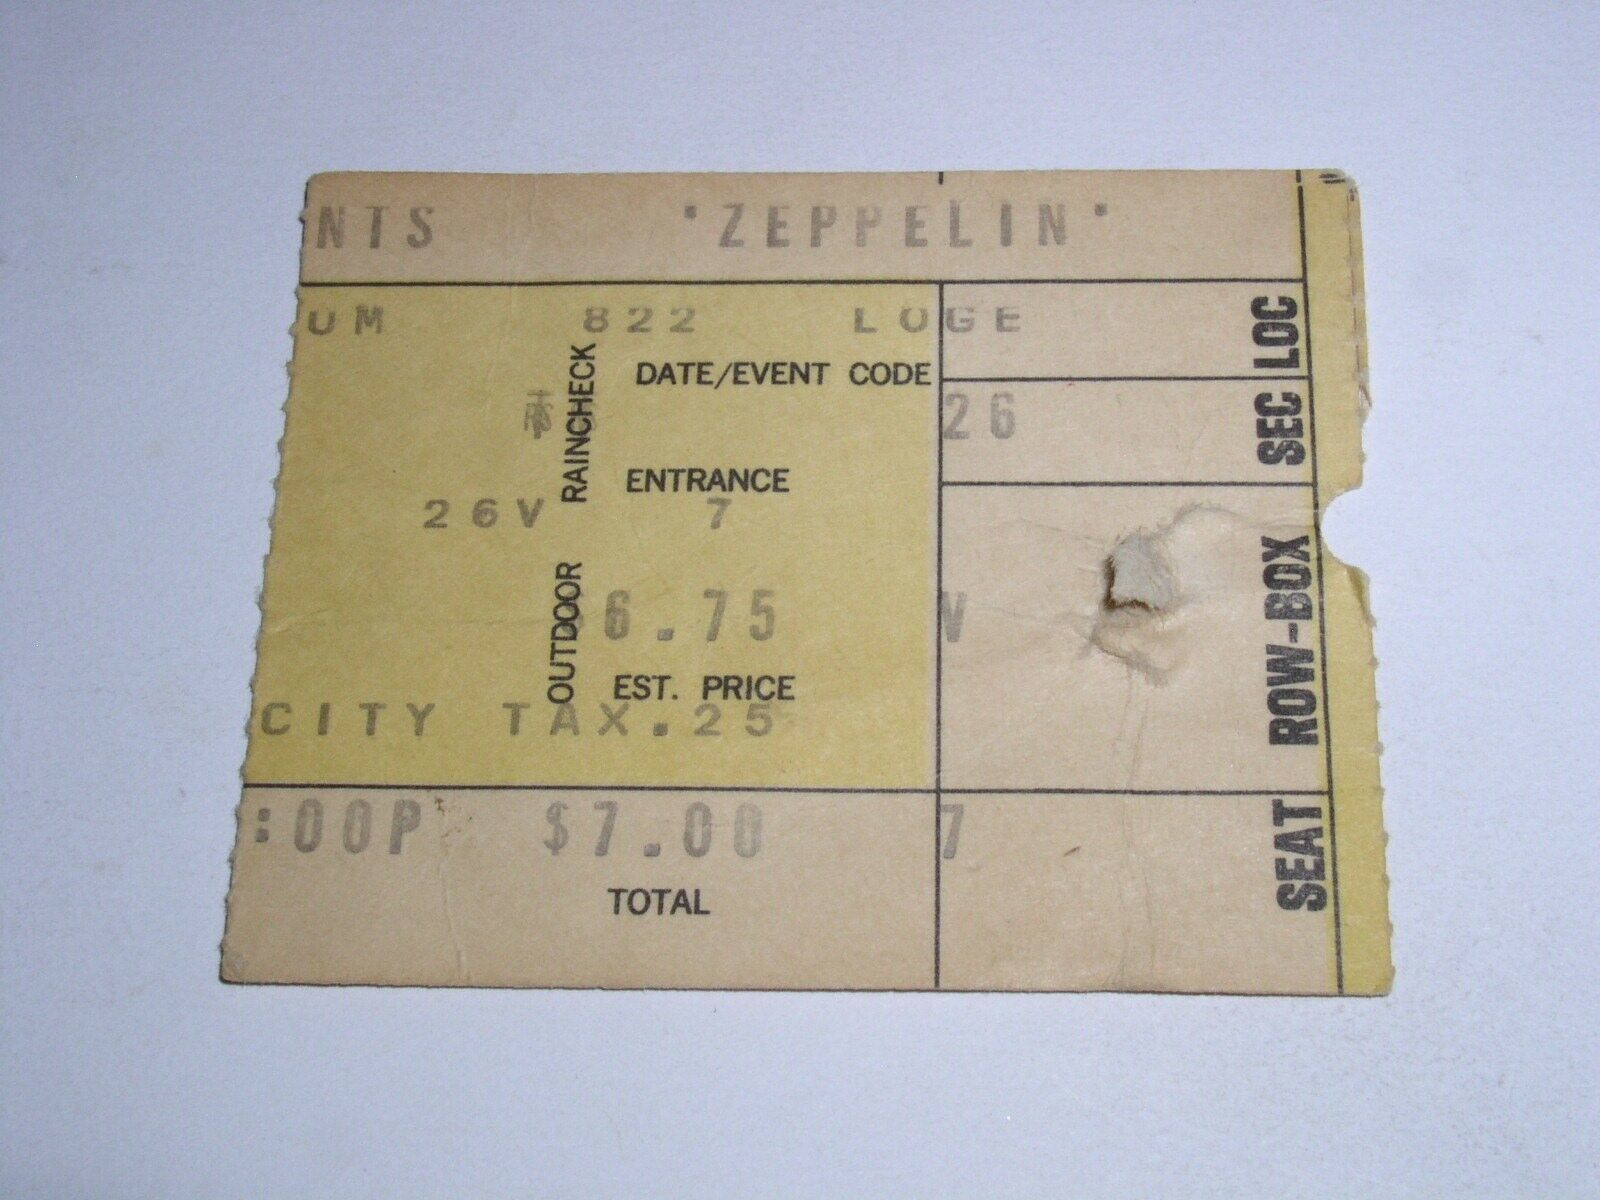 NTS 'ZEPPELIN'
UM 822 LOGE
DATE/EVENT CODE
LOC
RAINCHECK
26
SEC
ENTRANCE
26V 7
OUTDOOR
6.75
V
ROW-BOX
EST. PRICE
CITY TAX.25
:00P $7.00 7
SEAT
TOTAL